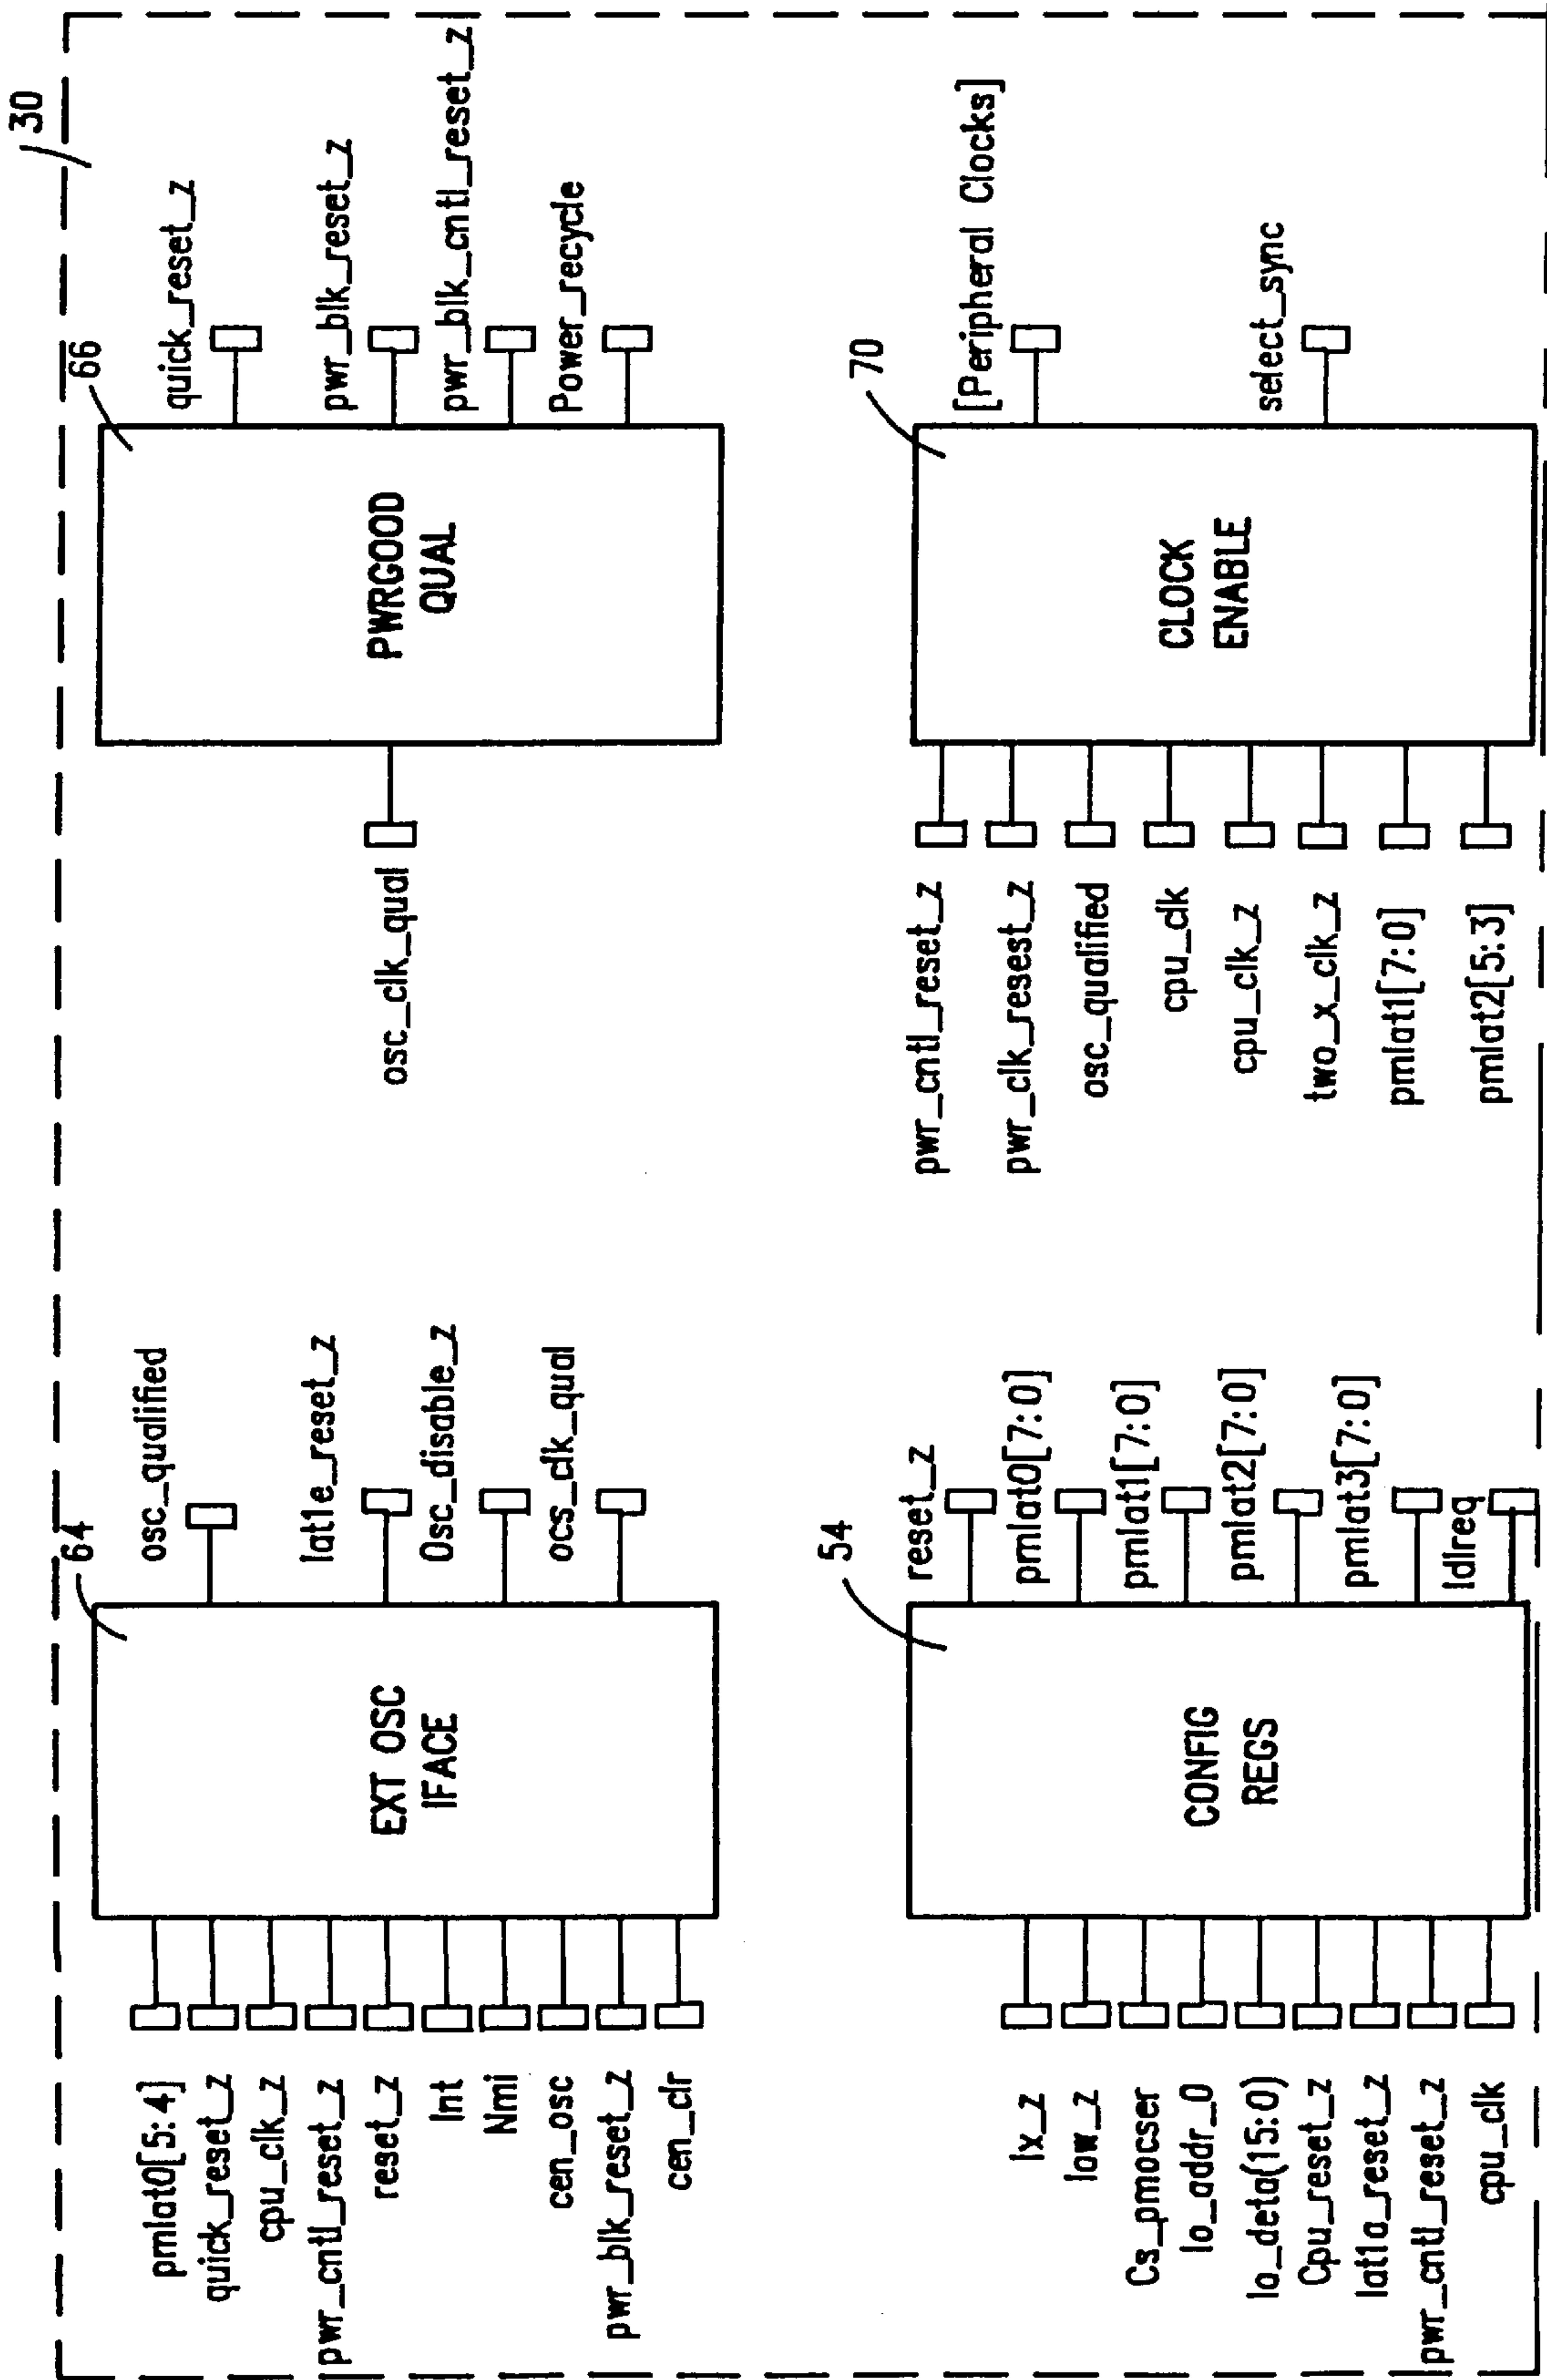 30
64
pmlat0[5:4]
quick_reset_z
cpu_clk_z
pwr_cntl_reset_z
reset_z
Int
Nmi
cen_osc
pwr_blk_reset_z
cen_clr
EXT OSC
IFACE
osc_qualified
lat1e_reset_z
Osc_disable_z
ocs_clk_qual
66
osc_clk_qual
PWRGOOD
QUAL
quick_reset_z
pwr_blk_reset_z
pwr_blk_cntl_reset_z
Power_recycle
54
Ix_z
Iow_z
Cs_pmocser
Io_addr_0
Io_deta(15:0)
Cpu_reset_z
lat1a_reset_z
pwr_cntl_reset_z
cpu_clk
CONFIG
REGS
reset_z
pmlat0[7:0]
pmlat1[7:0]
pmlat2[7:0]
pmlat3[7:0]
Idlreq
70
pwr_cntl_reset_z
pwr_clk_resest_z
osc_qualified
cpu_clk
cpu_clk_z
two_x_clk_z
pmlat1[7:0]
pmlat2[5:3]
CLOCK
ENABLE
[Peripheral Clocks]
select_sync